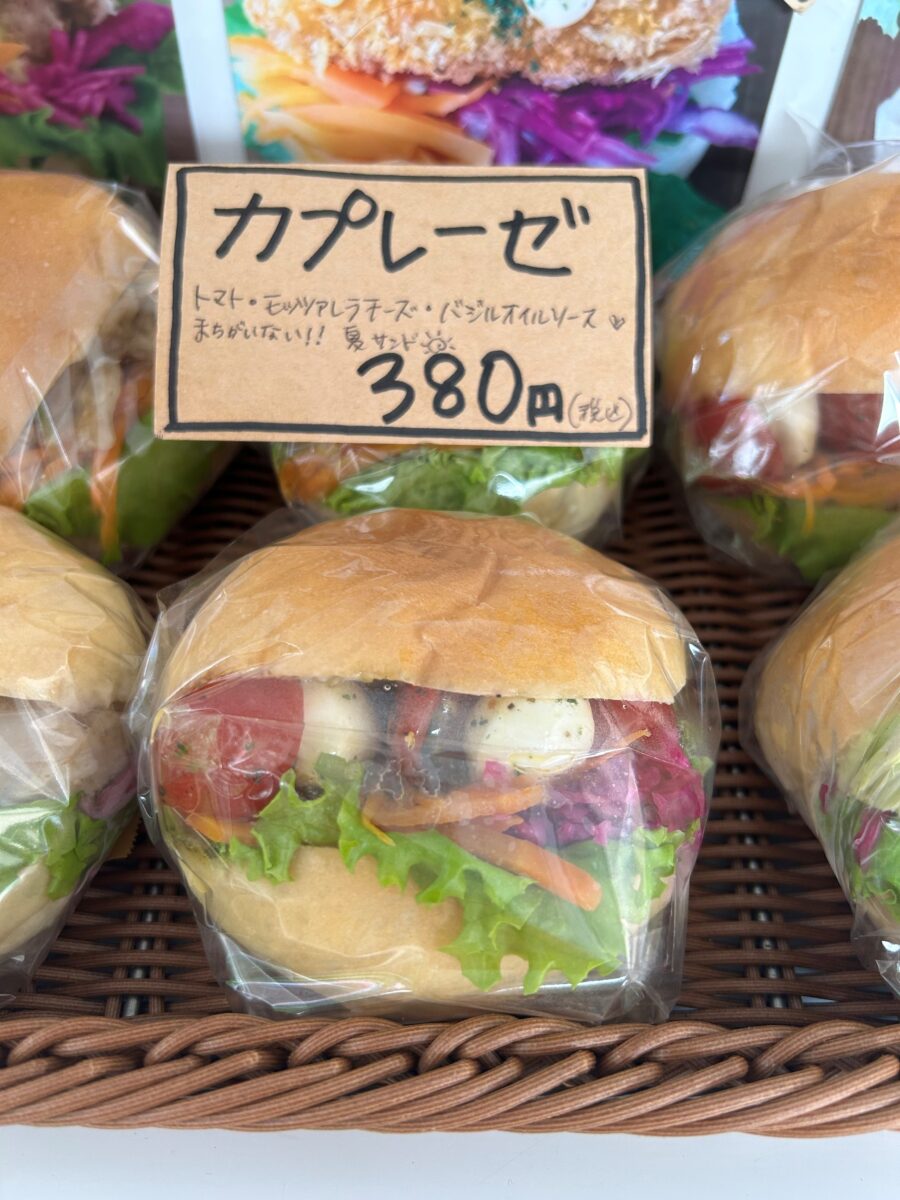 カプレーゼ
トマト・モッツァレラチーズ・バジルオイルソース♡
まちがいない!! 夏サンド
380円(税込)